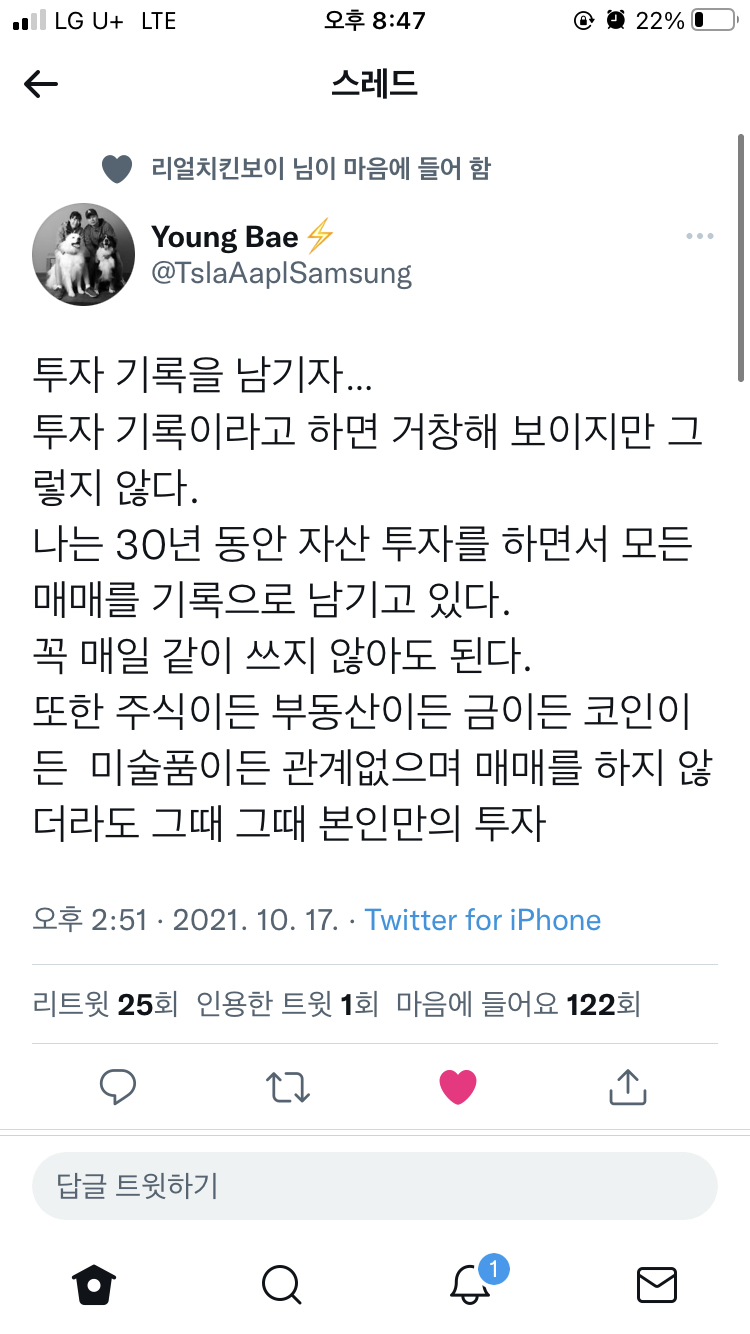 LG U+ LTE 오후 8:47 22%
스레드
리얼치킨보이 님이 마음에 들어 함
Young Bae⚡
@TslaAaplSamsung
투자 기록을 남기자...
투자 기록이라고 하면 거창해 보이지만 그
렇지 않다.
나는 30년 동안 자산 투자를 하면서 모든
매매를 기록으로 남기고 있다.
꼭 매일 같이 쓰지 않아도 된다.
또한 주식이든 부동산이든 금이든 코인이
든  미술품이든 관계없으며 매매를 하지 않
더라도 그때 그때 본인만의 투자
오후 2:51 · 2021. 10. 17. · Twitter for iPhone
리트윗 25회 인용한 트윗 1회 마음에 들어요 122회
답글 트윗하기
1